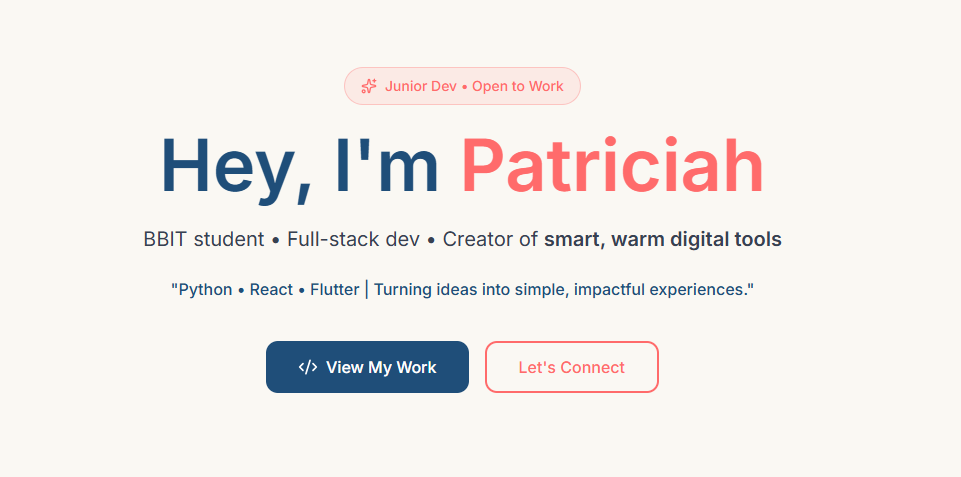 Junior Dev • Open to Work
Hey, I'm Patriciah
BBIT student • Full-stack dev • Creator of smart, warm digital tools
"Python • React • Flutter | Turning ideas into simple, impactful experiences."
View My Work
Let's Connect